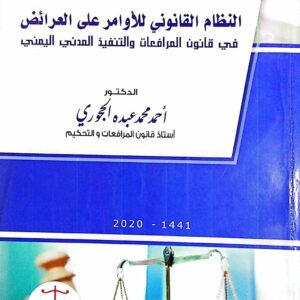 النظام القانوني للأوامر على العرائض
في قانون المرافعات والتنفيذ المدني اليمني
الدكتور
أحمد محمد عبده الجوري
أستاذ قانون المرافعات و التحكيم
2020 - 1441